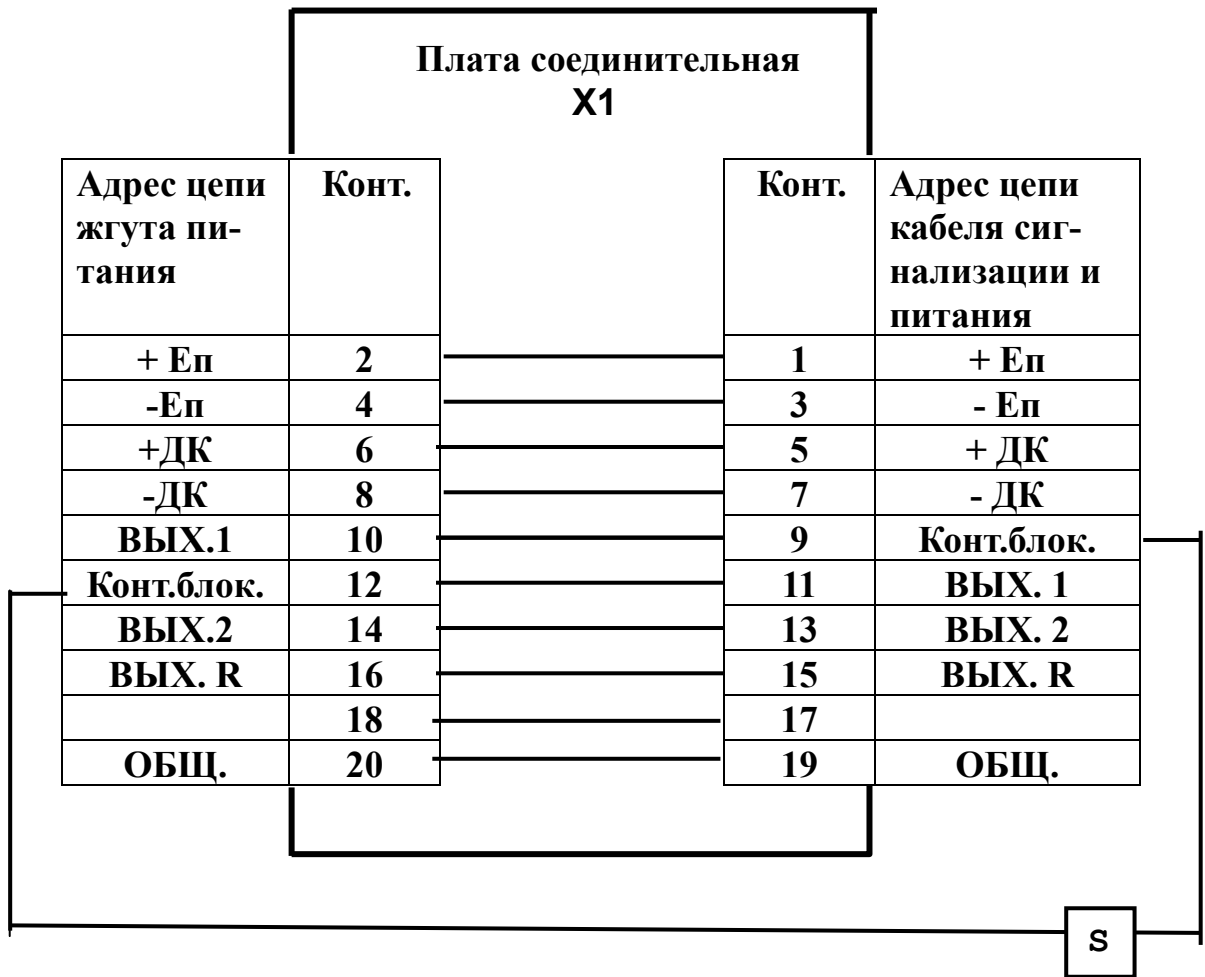 Плата соединительная
X1
Адрес цепи
жгута пи-
тания
Конт.
Конт.
Адрес цепи
кабеля сиг-
нализации и
питания
+ Еп 2 1 + Еп
-Еп 4 3 - Еп
+ДК 6 5 + ДК
-ДК 8 7 - ДК
ВЫХ.1 10 9 Конт.блок.
Конт.блок. 12 11 ВЫХ. 1
ВЫХ.2 14 13 ВЫХ. 2
ВЫХ. R 16 15 ВЫХ. R
18 17
ОБЩ. 20 19 ОБЩ.
S